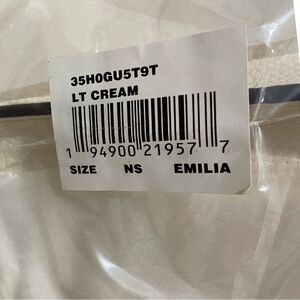 35H0GU5T9T
LT CREAM
1 94900 21957 7
SIZE NS EMILIA